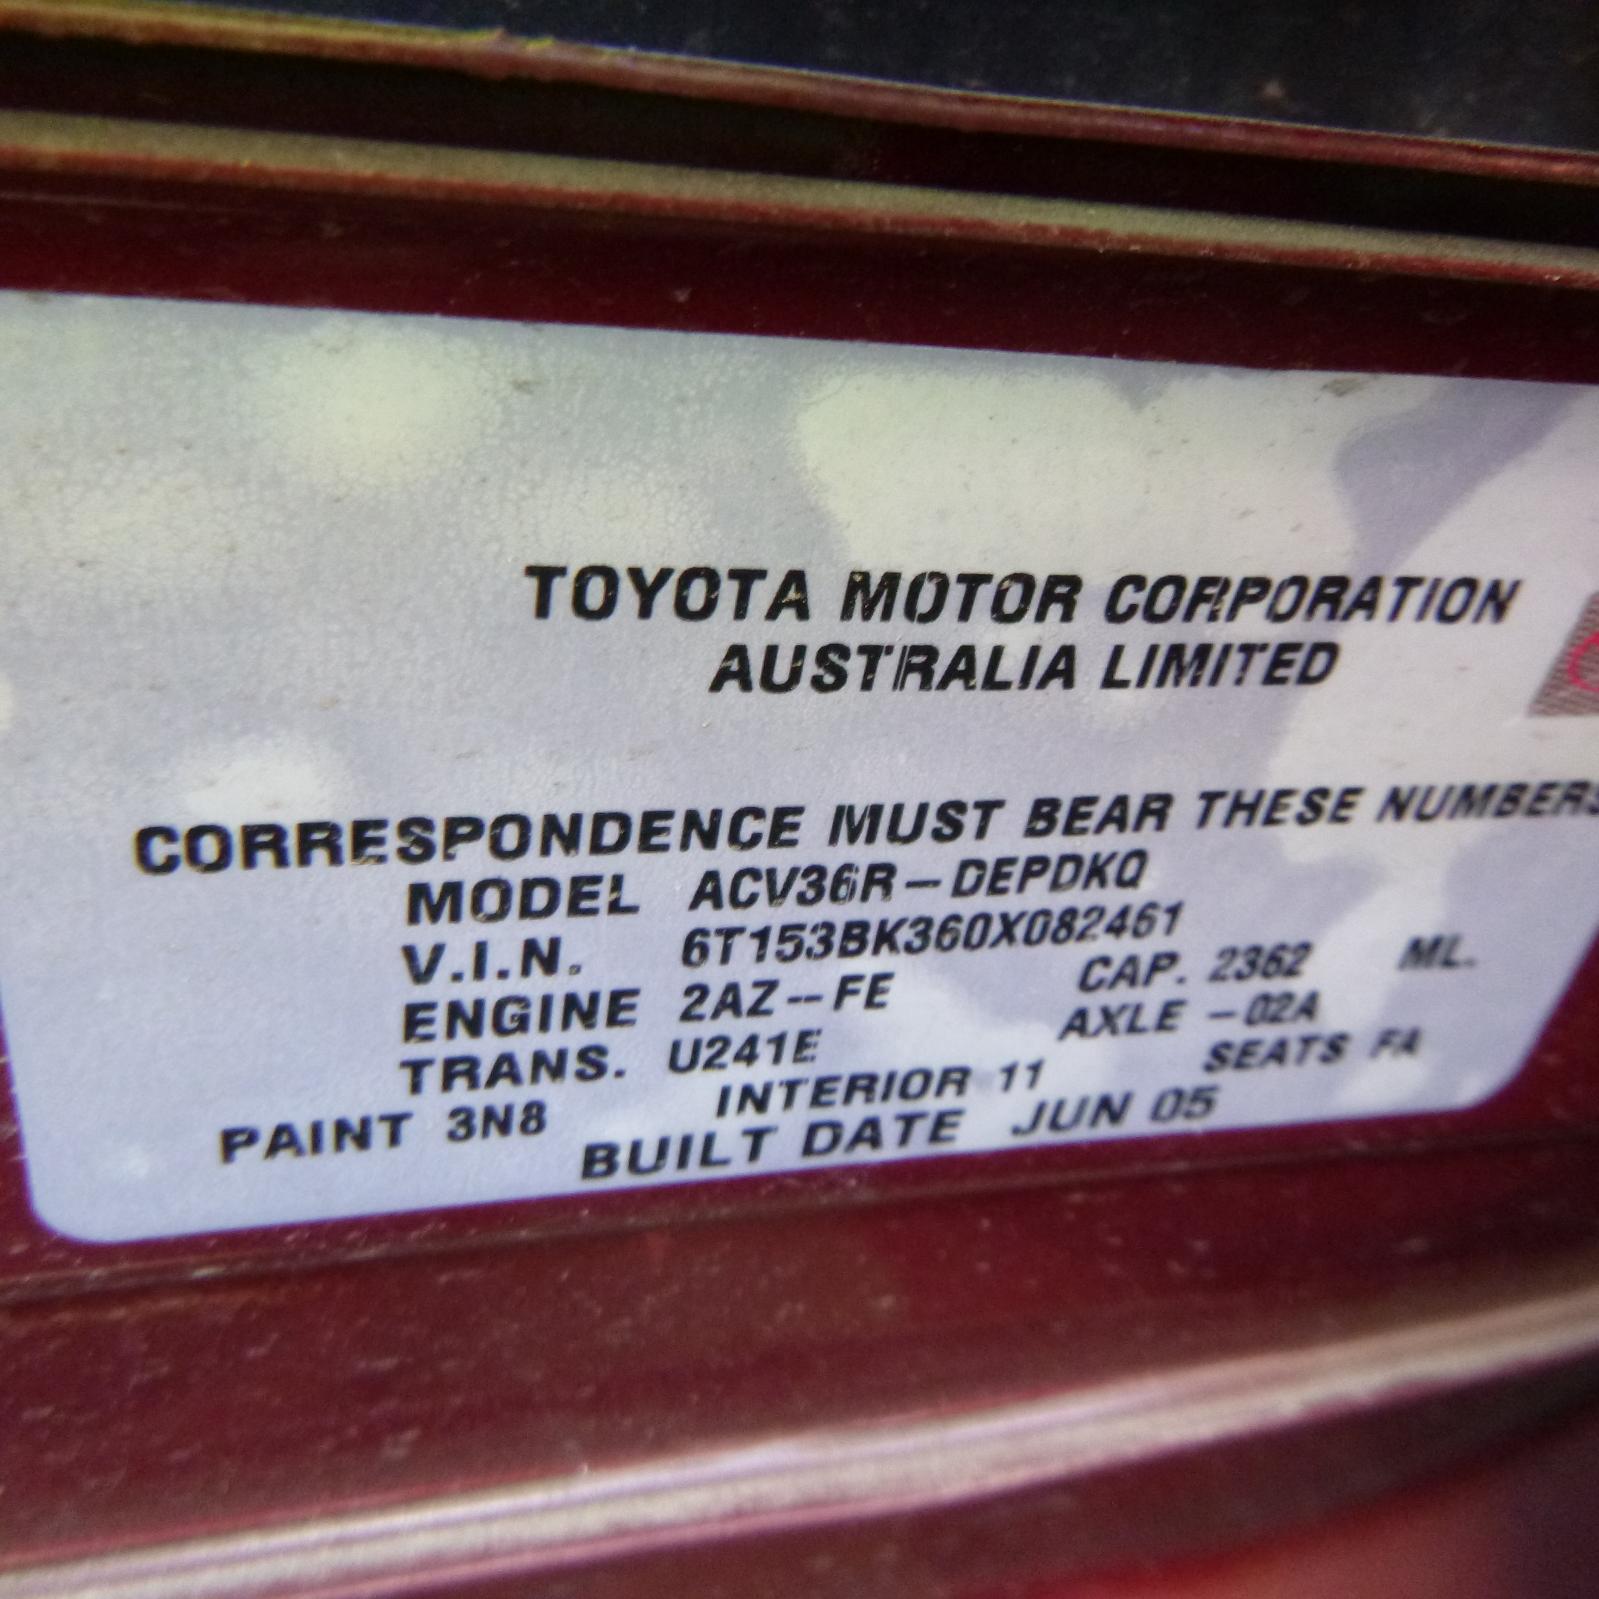 TOYOTA MOTOR CORPORATION
AUSTRALIA LIMITED
CORRESPONDENCE MUST BEAR THESE NUMBERS
MODEL ACV36R-DEPDKQ
V.I.N. 6T153BK360X082461
ENGINE 2AZ--FE CAP. 2362 ML.
TRANS. U241E AXLE -02A
PAINT 3N8 INTERIOR 11 SEATS FA
BUILT DATE JUN 05